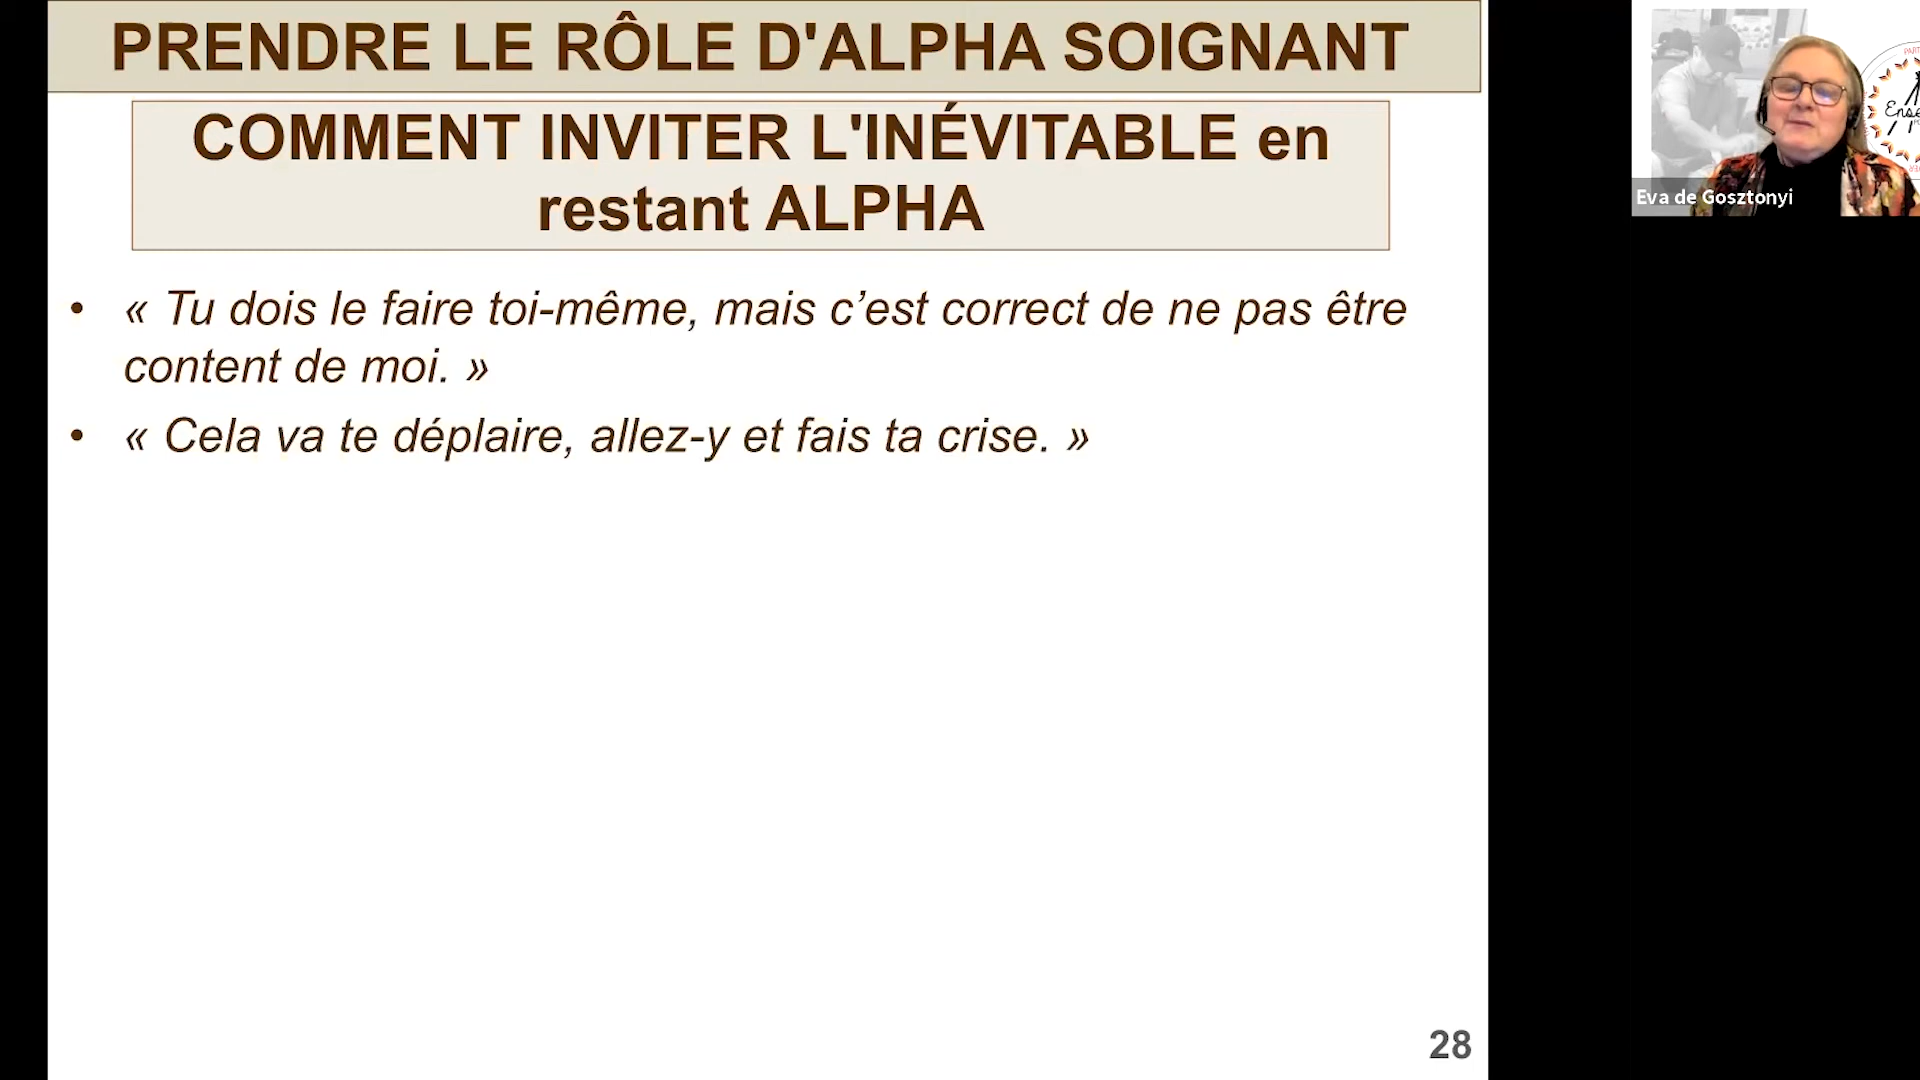 PRENDRE LE RÔLE D'ALPHA SOIGNANT
COMMENT INVITER L'INÉVITABLE en
restant ALPHA
• « Tu dois le faire toi-même, mais c’est correct de ne pas être
content de moi. »
• « Cela va te déplaire, allez-y et fais ta crise. »
28
Eva de Gosztonyi